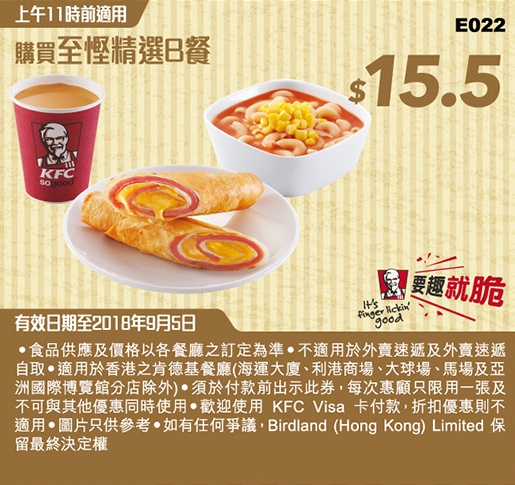 上午11時前適用
E022
購買至慳精選B餐
$15.5
KFC
so good
It's
finger lickin'
good
要趣就脆
有效日期至2018年9月5日
●食品供應及價格以各餐廳之訂定為準●不適用於外賣速遞及外賣速遞
自取●適用於香港之肯德基餐廳(海運大廈、利港商場、大球場、馬場及亞
洲國際博覽館分店除外)●須於付款前出示此券，每次惠顧只限用一張及
不可與其他優惠同時使用●歡迎使用 KFC Visa 卡付款，折扣優惠則不
適用●圖片只供參考●如有任何爭議，Birdland (Hong Kong) Limited 保
留最終決定權